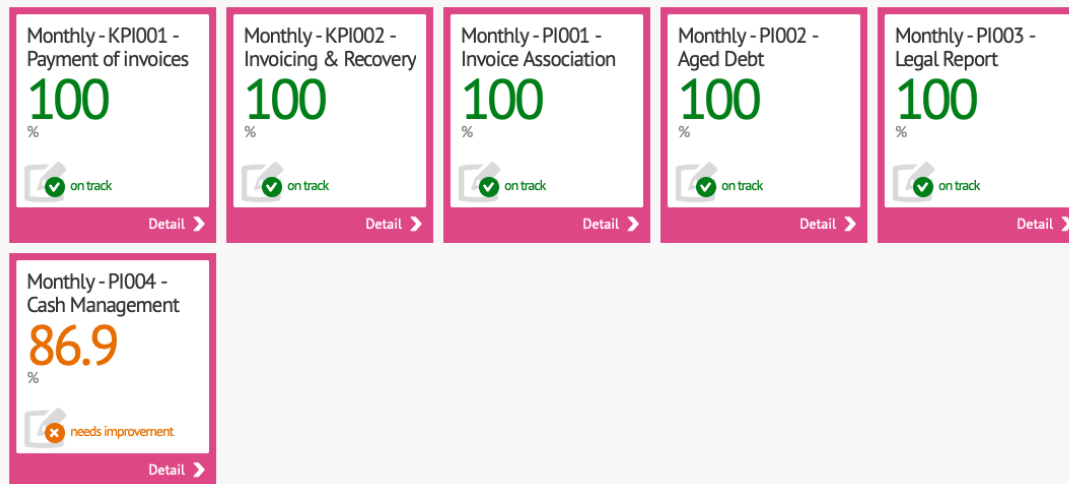 Monthly - KPI001 -
Payment of invoices
100
%
on track
Detail
Monthly - KPI002 -
Invoicing & Recovery
100
%
on track
Detail
Monthly - PI001 -
Invoice Association
100
%
on track
Detail
Monthly - PI002 -
Aged Debt
100
%
on track
Detail
Monthly - PI003 -
Legal Report
100
%
on track
Detail
Monthly - PI004 -
Cash Management
86.9
%
needs improvement
Detail